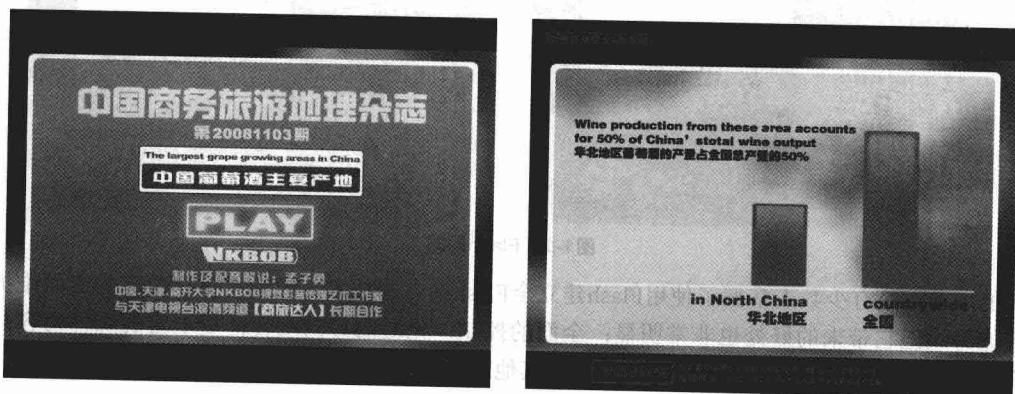 中国商务旅游地理杂志
第20081103期
The largest grape growing areas in China
中国葡萄酒主要产地
PLAY
NKBOB
制作及配音解说：孟子勇
中国.天津.南开大学NKBOB视觉影音传媒艺术工作室
与天津电视台滨海频道【商旅达人】长期合作
Wine production from these area accounts
for 50% of China' stotal wine output
华北地区葡萄酒的产量占全国总产量的50%
in North China
华北地区
countrywide
全国